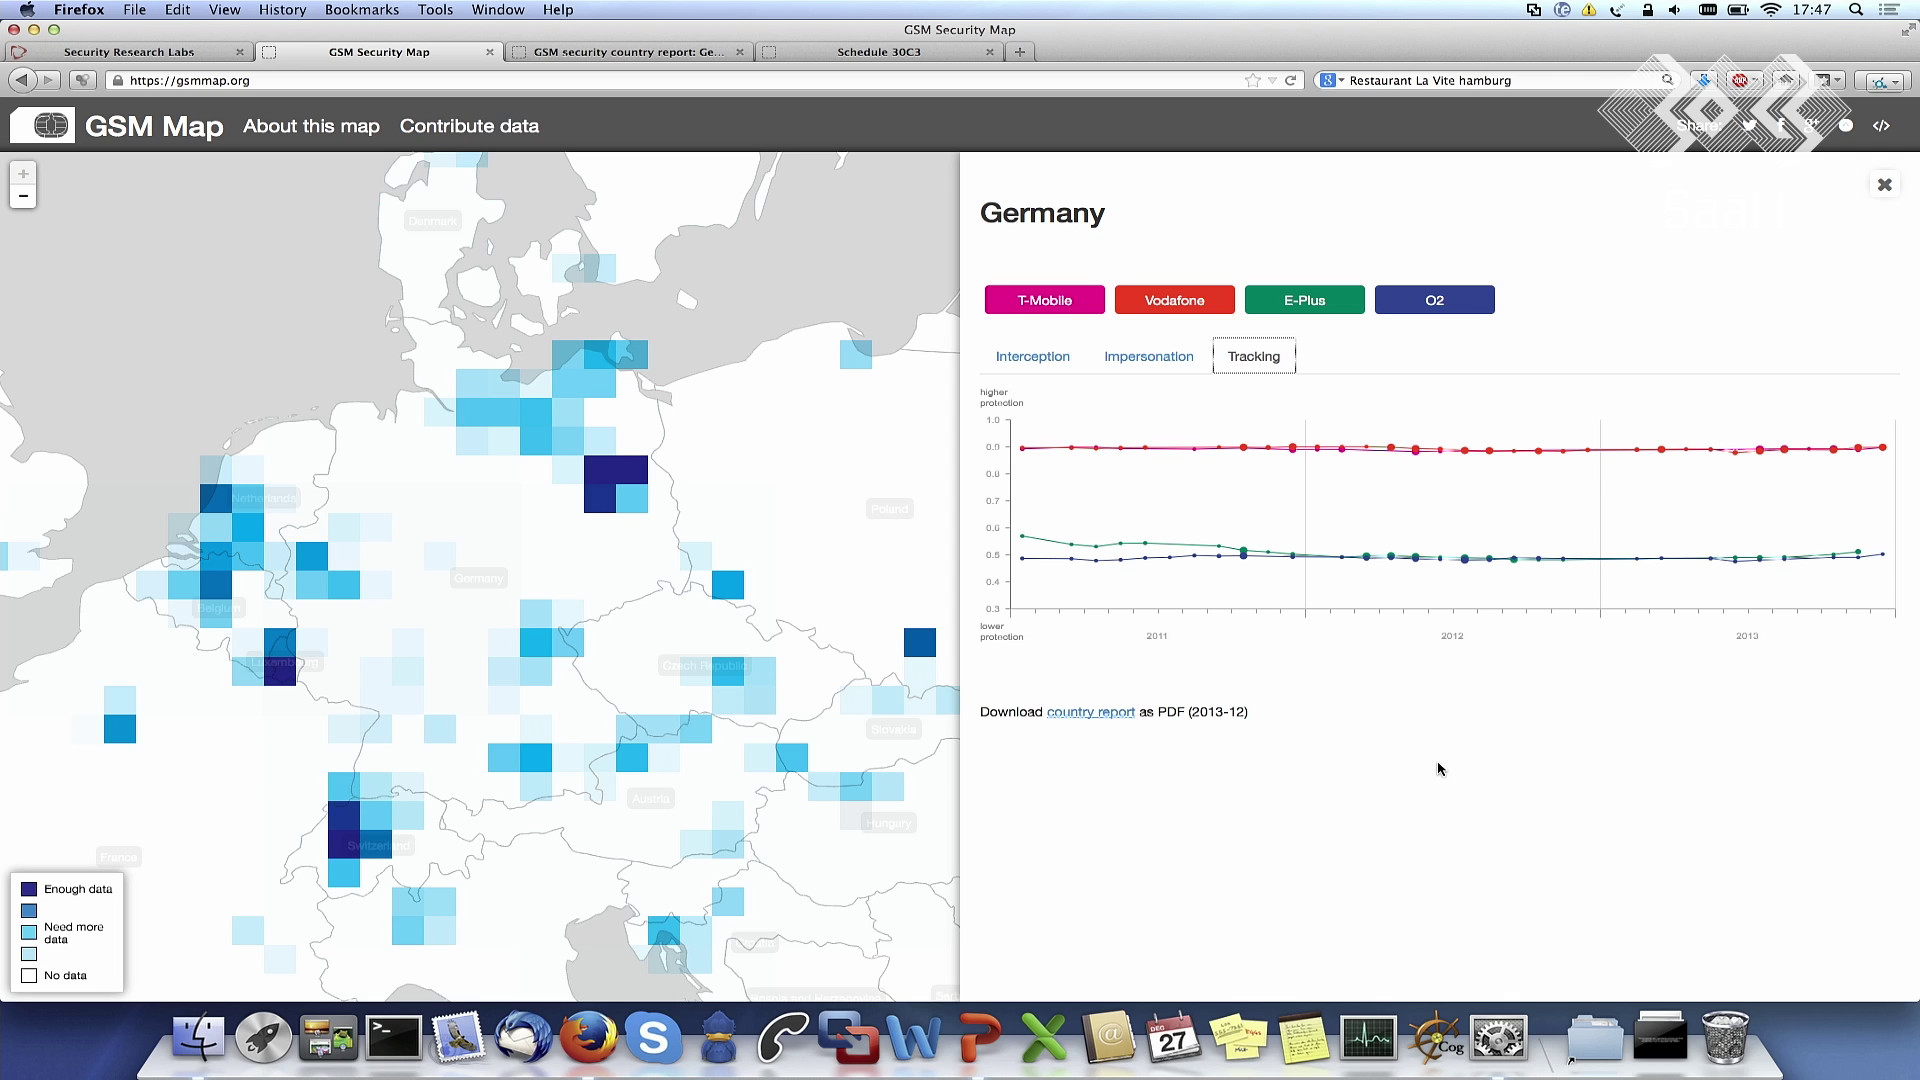 Firefox File Edit View History Bookmarks Tools Window Help 17:47
GSM Security Map
Security Research Labs
GSM Security Map
GSM security country report: Ge...
Schedule 30C3
https://gsmmap.org
Restaurant La Vite hamburg
GSM Map About this map Contribute data
Share:
Denmark
Netherlands
Poland
Germany
Belgium
Luxembourg
Czech Republic
Slovakia
Austria
Hungary
Switzerland
France
Enough data
Need more
data
No data
Germany
T-Mobile Vodafone E-Plus O2
Interception Impersonation Tracking
higher
protection
1.0
0.9
0.8
0.7
0.6
0.5
0.4
0.3
lower
protection
2011 2012 2013
Download country report as PDF (2013-12)
DEC
27
Cog